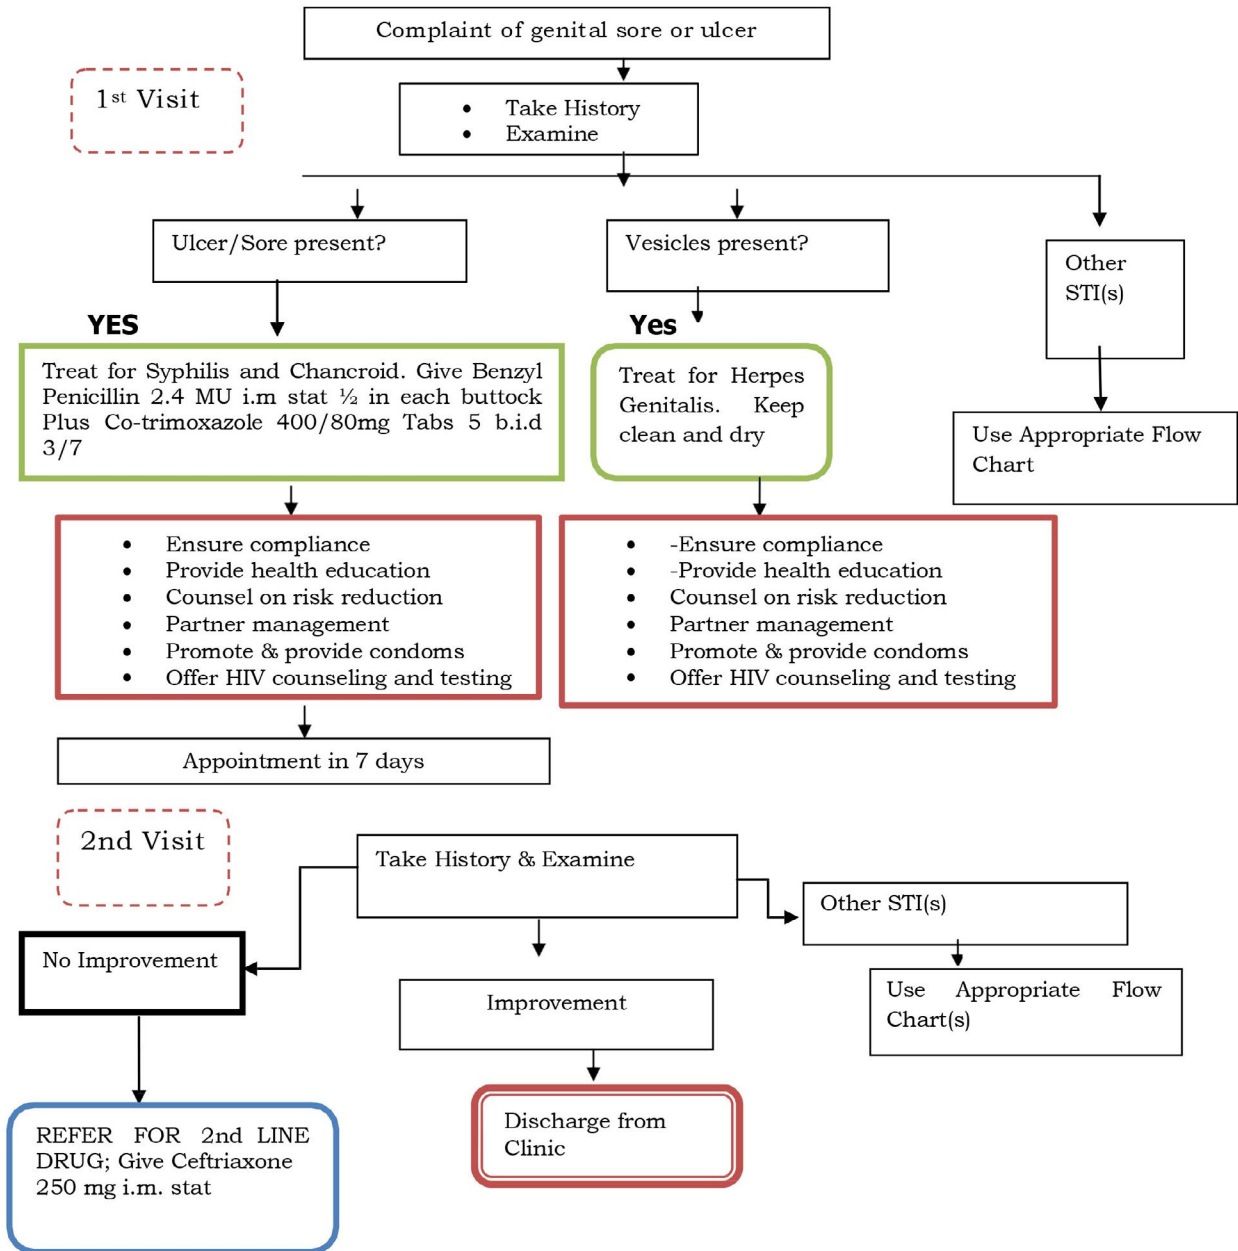 Complaint of genital sore or ulcer
1st Visit
• Take History
• Examine
Ulcer/Sore present?
Vesicles present?
Other
STI(s)
YES
Yes
Treat for Syphilis and Chancroid. Give Benzyl
Penicillin 2.4 MU i.m stat ½ in each buttock
Plus Co-trimoxazole 400/80mg Tabs 5 b.i.d
3/7
Treat for Herpes
Genitalis. Keep
clean and dry
Use Appropriate Flow
Chart
• Ensure compliance
• Provide health education
• Counsel on risk reduction
• Partner management
• Promote & provide condoms
• Offer HIV counseling and testing
• -Ensure compliance
• -Provide health education
• Counsel on risk reduction
• Partner management
• Promote & provide condoms
• Offer HIV counseling and testing
Appointment in 7 days
2nd Visit
Take History & Examine
Other STI(s)
No Improvement
Improvement
Use Appropriate Flow
Chart(s)
Discharge from
Clinic
REFER FOR 2nd LINE
DRUG; Give Ceftriaxone
250 mg i.m. stat